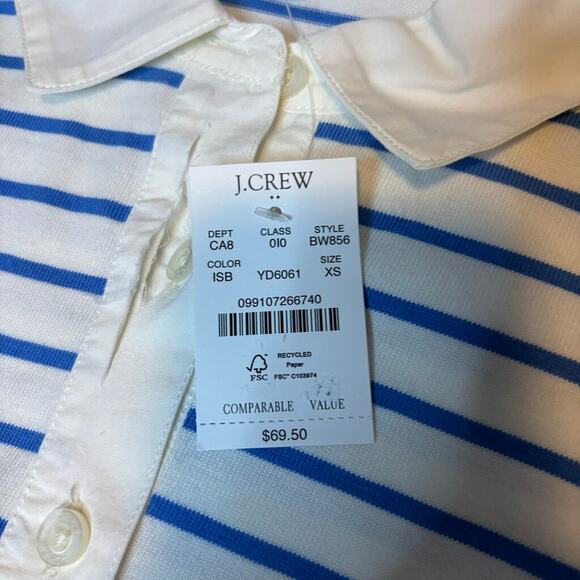 J.CREW
DEPT CLASS STYLE
CA8 0I0 BW856
COLOR SIZE
ISB YD6061 XS
099107266740
RECYCLED
Paper
FSC FSC™ C103974
COMPARABLE VALUE
$69.50